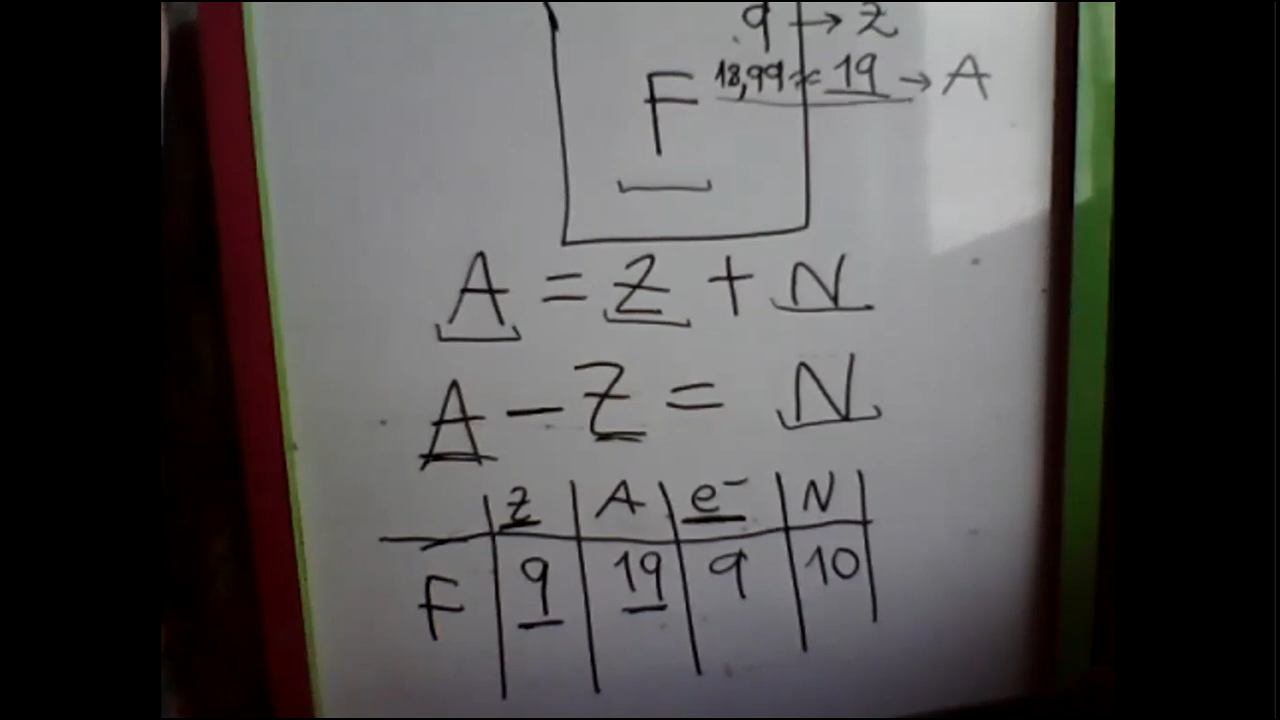 9 → Z
F 18,99 ≈ 19 → A
A = Z + N
A - Z = N
Z A e⁻ N
F 9 19 9 10